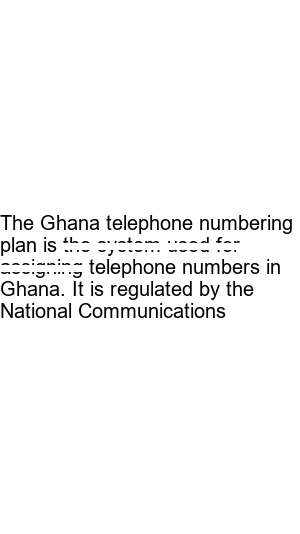 The Ghana telephone numbering
plan is the system used for
assigning telephone numbers in
Ghana. It is regulated by the
National Communications